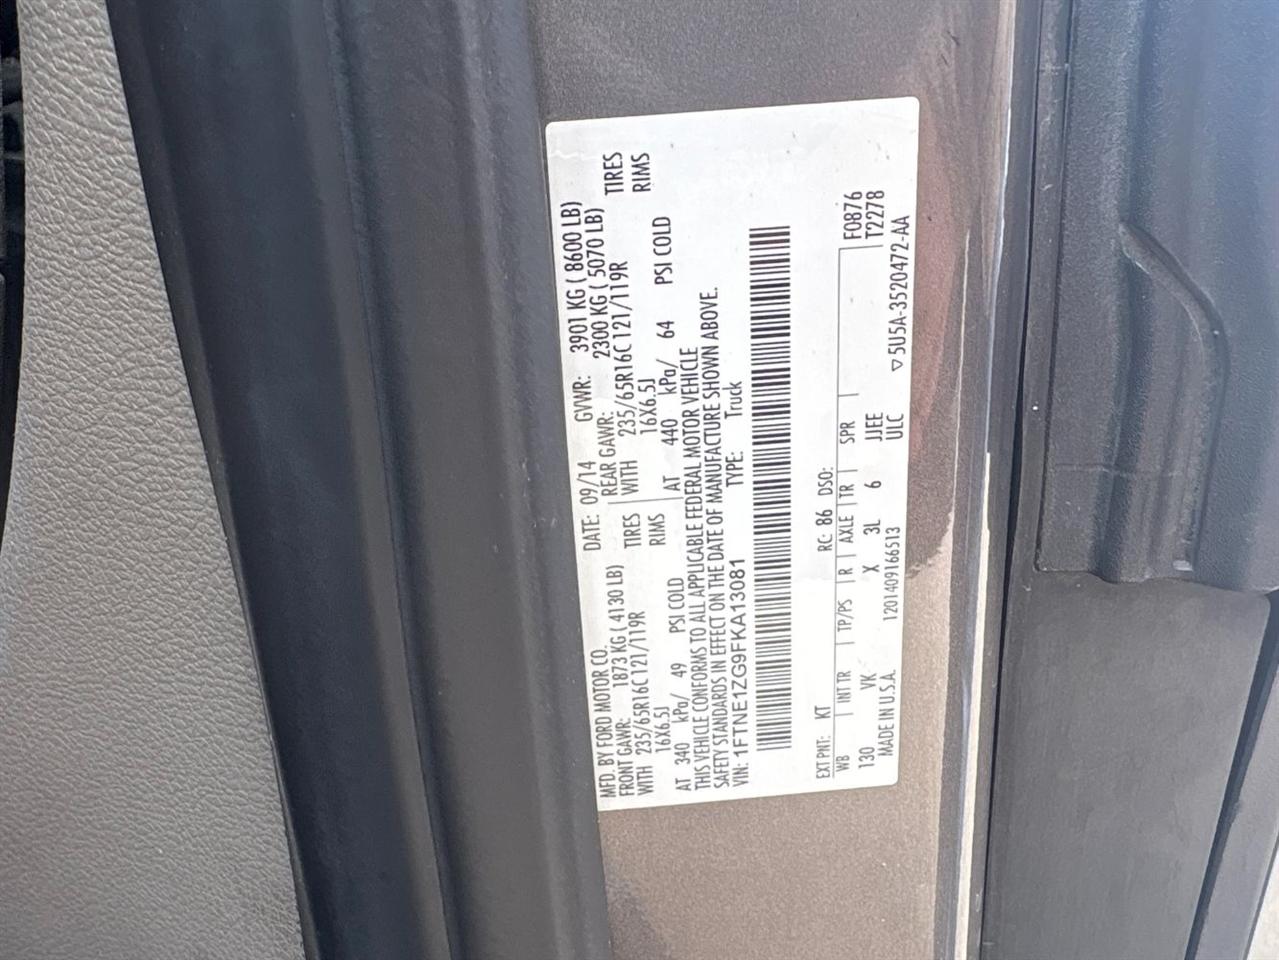 MFD. BY FORD MOTOR CO. DATE: 09/14 GVWR: 3901 KG ( 8600 LB)
FRONT GAWR: 1873 KG ( 4130 LB) REAR GAWR: 2300 KG ( 5070 LB)
WITH 235/65R16C 121/119R TIRES WITH 235/65R16C 121/119R TIRES
16X6.5J RIMS 16X6.5J RIMS
AT 340 kPa/ 49 PSI COLD AT 440 kPa/ 64 PSI COLD
THIS VEHICLE CONFORMS TO ALL APPLICABLE FEDERAL MOTOR VEHICLE
SAFETY STANDARDS IN EFFECT ON THE DATE OF MANUFACTURE SHOWN ABOVE.
VIN: 1FTNE1ZG9FKA13081 TYPE: Truck
EXT PNT: KT RC: 86 DSO:
WB INT TR TP/PS R AXLE TR SPR F0876
130 VK X 3L 6 JJEE T2278
MADE IN U.S.A. 1201409166513 ULC ▽5U5A-3520472-AA